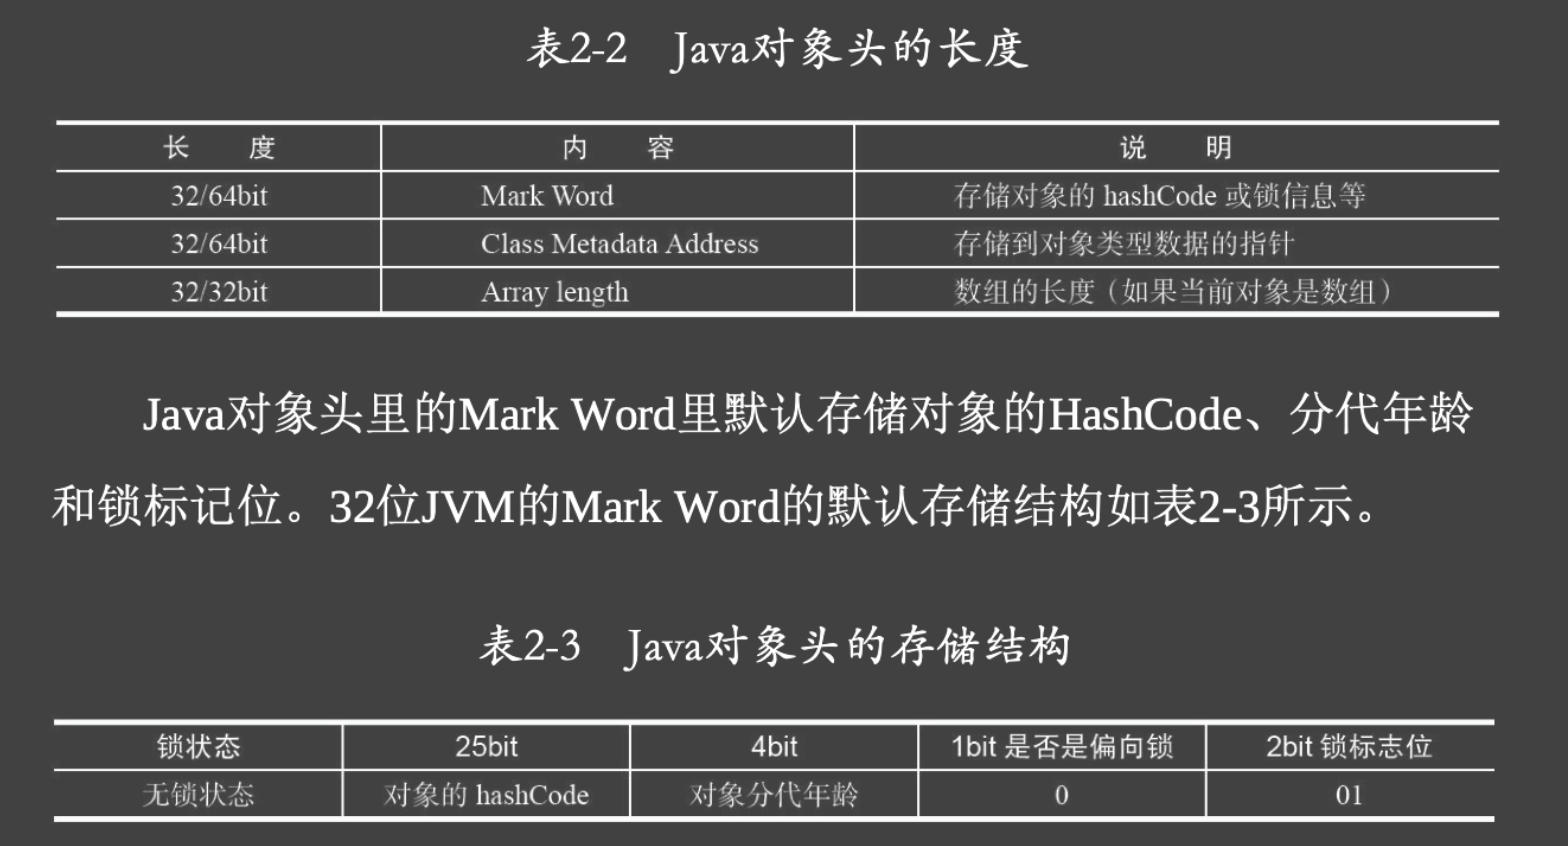 表2-2 Java对象头的长度
长 度 内 容 说 明
32/64bit Mark Word 存储对象的 hashCode 或锁信息等
32/64bit Class Metadata Address 存储到对象类型数据的指针
32/32bit Array length 数组的长度（如果当前对象是数组）
Java对象头里的Mark Word里默认存储对象的HashCode、分代年龄
和锁标记位。32位JVM的Mark Word的默认存储结构如表2-3所示。
表2-3 Java对象头的存储结构
锁状态 25bit 4bit 1bit 是否是偏向锁 2bit 锁标志位
无锁状态 对象的 hashCode 对象分代年龄 0 01